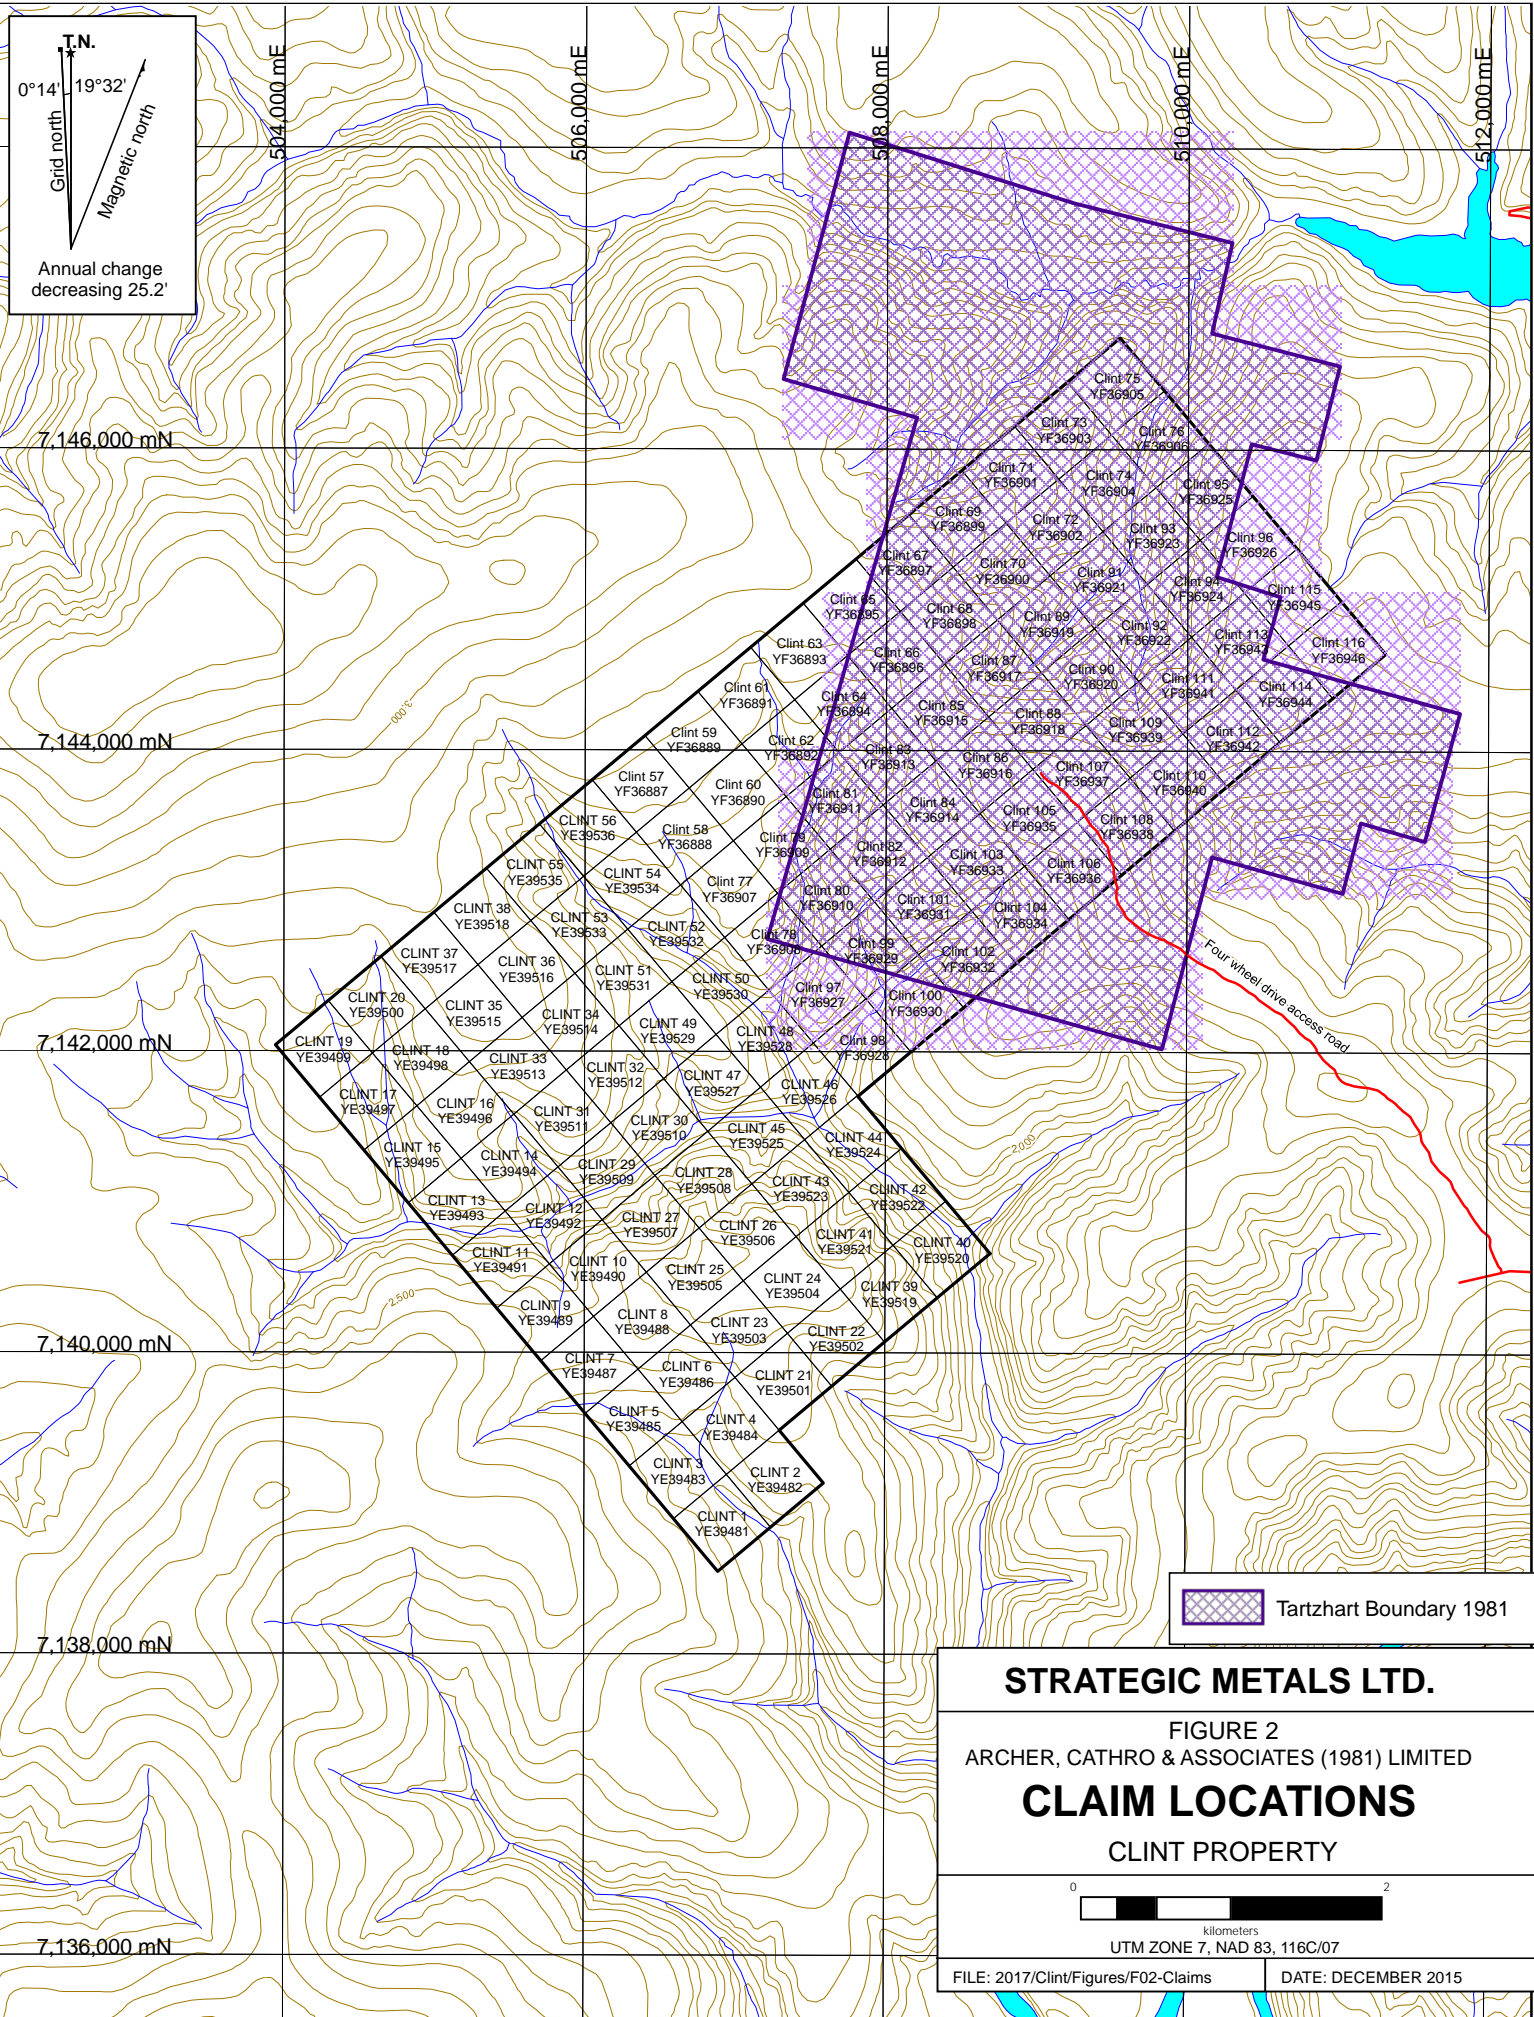 T.N.
0°14'
19°32'
Grid north
Magnetic north
Annual change
decreasing 25.2'
504,000 mE
506,000 mE
508,000 mE
510,000 mE
512,000 mE
7,146,000 mN
7,144,000 mN
7,142,000 mN
7,140,000 mN
7,138,000 mN
7,136,000 mN
Clint 75
YF36905
Clint 73
YF36903
Clint 76
YF36906
Clint 71
YF36901
Clint 74
YF36904
Clint 95
YF36925
Clint 69
YF36899
Clint 72
YF36902
Clint 93
YF36923
Clint 96
YF36926
Clint 67
YF36897
Clint 70
YF36900
Clint 91
YF36921
Clint 94
YF36924
Clint 115
YF36945
Clint 65
YF36895
Clint 68
YF36898
Clint 89
YF36919
Clint 92
YF36922
Clint 113
YF36943
Clint 116
YF36946
Clint 63
YF36893
Clint 66
YF36896
Clint 87
YF36917
Clint 90
YF36920
Clint 111
YF36941
Clint 114
YF36944
Clint 61
YF36891
Clint 64
YF36894
Clint 85
YF36915
Clint 88
YF36918
Clint 109
YF36939
Clint 112
YF36942
3,000
Clint 59
YF36889
Clint 62
YF36892
Clint 83
YF36913
Clint 86
YF36916
Clint 107
YF36937
Clint 110
YF36940
Clint 57
YF36887
Clint 60
YF36890
Clint 81
YF36911
Clint 84
YF36914
Clint 105
YF36935
Clint 108
YF36938
CLINT 56
YE39536
Clint 58
YF36888
Clint 79
YF36909
Clint 82
YF36912
Clint 103
YF36933
Clint 106
YF36936
CLINT 55
YE39535
CLINT 54
YE39534
Clint 77
YF36907
Clint 80
YF36910
Clint 101
YF36931
Clint 104
YF36934
CLINT 38
YE39518
CLINT 53
YE39533
CLINT 52
YE39532
Clint 78
YF36908
Clint 99
YF36929
Clint 102
YF36932
Four wheel drive access road
CLINT 37
YE39517
CLINT 36
YE39516
CLINT 51
YE39531
CLINT 50
YE39530
Clint 97
YF36927
Clint 100
YF36930
CLINT 20
YE39500
CLINT 35
YE39515
CLINT 34
YE39514
CLINT 49
YE39529
CLINT 48
YE39528
Clint 98
YF36928
CLINT 19
YE39499
CLINT 18
YE39498
CLINT 33
YE39513
CLINT 32
YE39512
CLINT 47
YE39527
CLINT 46
YE39526
CLINT 17
YE39497
CLINT 16
YE39496
CLINT 31
YE39511
CLINT 30
YE39510
CLINT 45
YE39525
CLINT 44
YE39524
2,000
CLINT 15
YE39495
CLINT 14
YE39494
CLINT 29
YE39509
CLINT 28
YE39508
CLINT 43
YE39523
CLINT 42
YE39522
CLINT 13
YE39493
CLINT 12
YE39492
CLINT 27
YE39507
CLINT 26
YE39506
CLINT 41
YE39521
CLINT 40
YE39520
CLINT 11
YE39491
CLINT 10
YE39490
CLINT 25
YE39505
CLINT 24
YE39504
CLINT 39
YE39519
2,500
CLINT 9
YE39489
CLINT 8
YE39488
CLINT 23
YE39503
CLINT 22
YE39502
CLINT 7
YE39487
CLINT 6
YE39486
CLINT 21
YE39501
CLINT 5
YE39485
CLINT 4
YE39484
CLINT 3
YE39483
CLINT 2
YE39482
CLINT 1
YE39481
Tartzhart Boundary 1981
STRATEGIC METALS LTD.
FIGURE 2
ARCHER, CATHRO & ASSOCIATES (1981) LIMITED
CLAIM LOCATIONS
CLINT PROPERTY
0 2
kilometers
UTM ZONE 7, NAD 83, 116C/07
FILE: 2017/Clint/Figures/F02-Claims
DATE: DECEMBER 2015